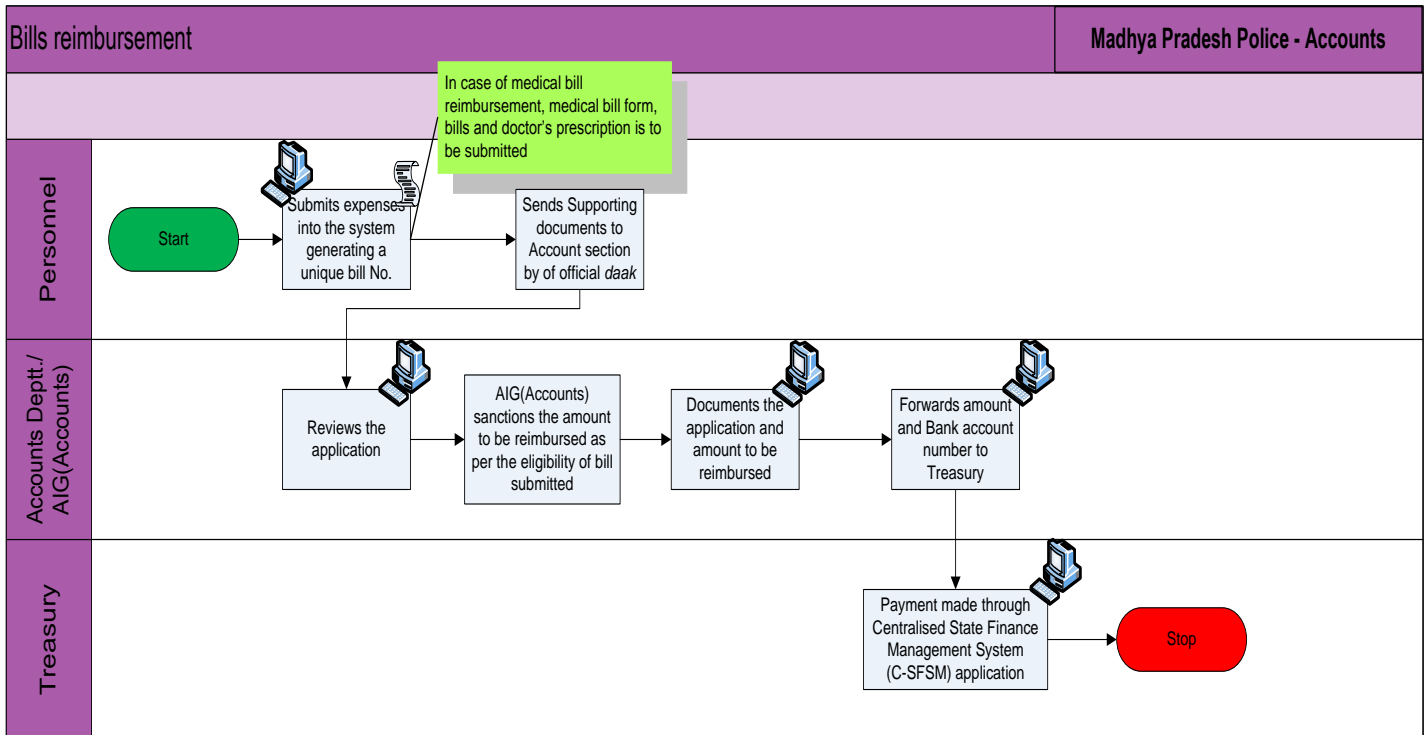 Bills reimbursement
Madhya Pradesh Police - Accounts
In case of medical bill
reimbursement, medical bill form,
bills and doctor's prescription is to
be submitted
Personnel
Start
Submits expenses
into the system
generating a
unique bill No.
Sends Supporting
documents to
Account section
by of official daak
Accounts Deptt./
AIG(Accounts)
Reviews the
application
AIG(Accounts)
sanctions the amount
to be reimbursed as
per the eligibility of bill
submitted
Documents the
application and
amount to be
reimbursed
Forwards amount
and Bank account
number to
Treasury
Treasury
Payment made through
Centralised State Finance
Management System
(C-SFSM) application
Stop